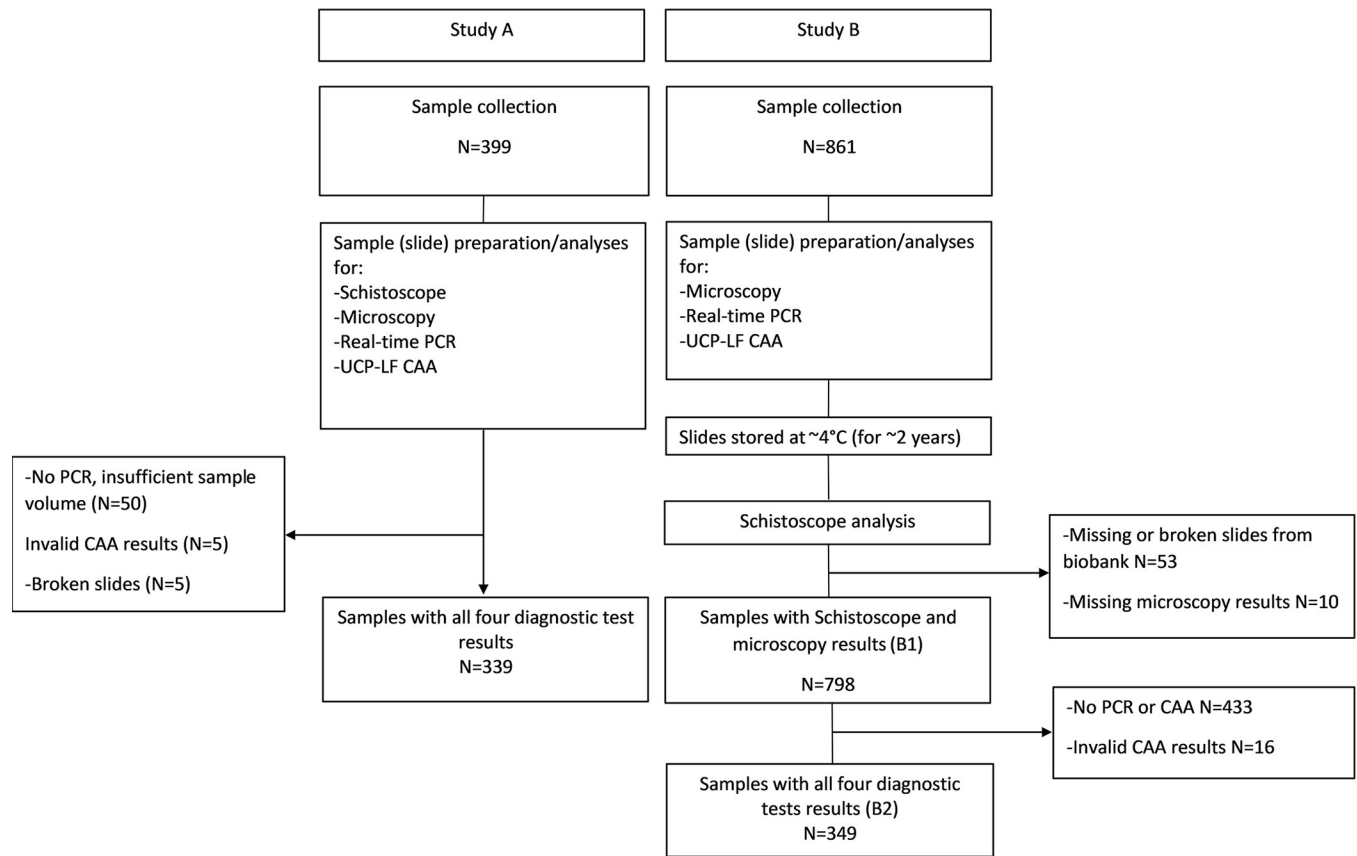 Study A
Sample collection
N=399
Sample (slide) preparation/analyses
for:
-Schistoscope
-Microscopy
-Real-time PCR
-UCP-LF CAA
-No PCR, insufficient sample
volume (N=50)
Invalid CAA results (N=5)
-Broken slides (N=5)
Samples with all four diagnostic test
results
N=339
Study B
Sample collection
N=861
Sample (slide) preparation/analyses
for:
-Microscopy
-Real-time PCR
-UCP-LF CAA
Slides stored at ~4°C (for ~2 years)
Schistoscope analysis
-Missing or broken slides from
biobank N=53
-Missing microscopy results N=10
Samples with Schistoscope and
microscopy results (B1)
N=798
-No PCR or CAA N=433
-Invalid CAA results N=16
Samples with all four diagnostic
tests results (B2)
N=349